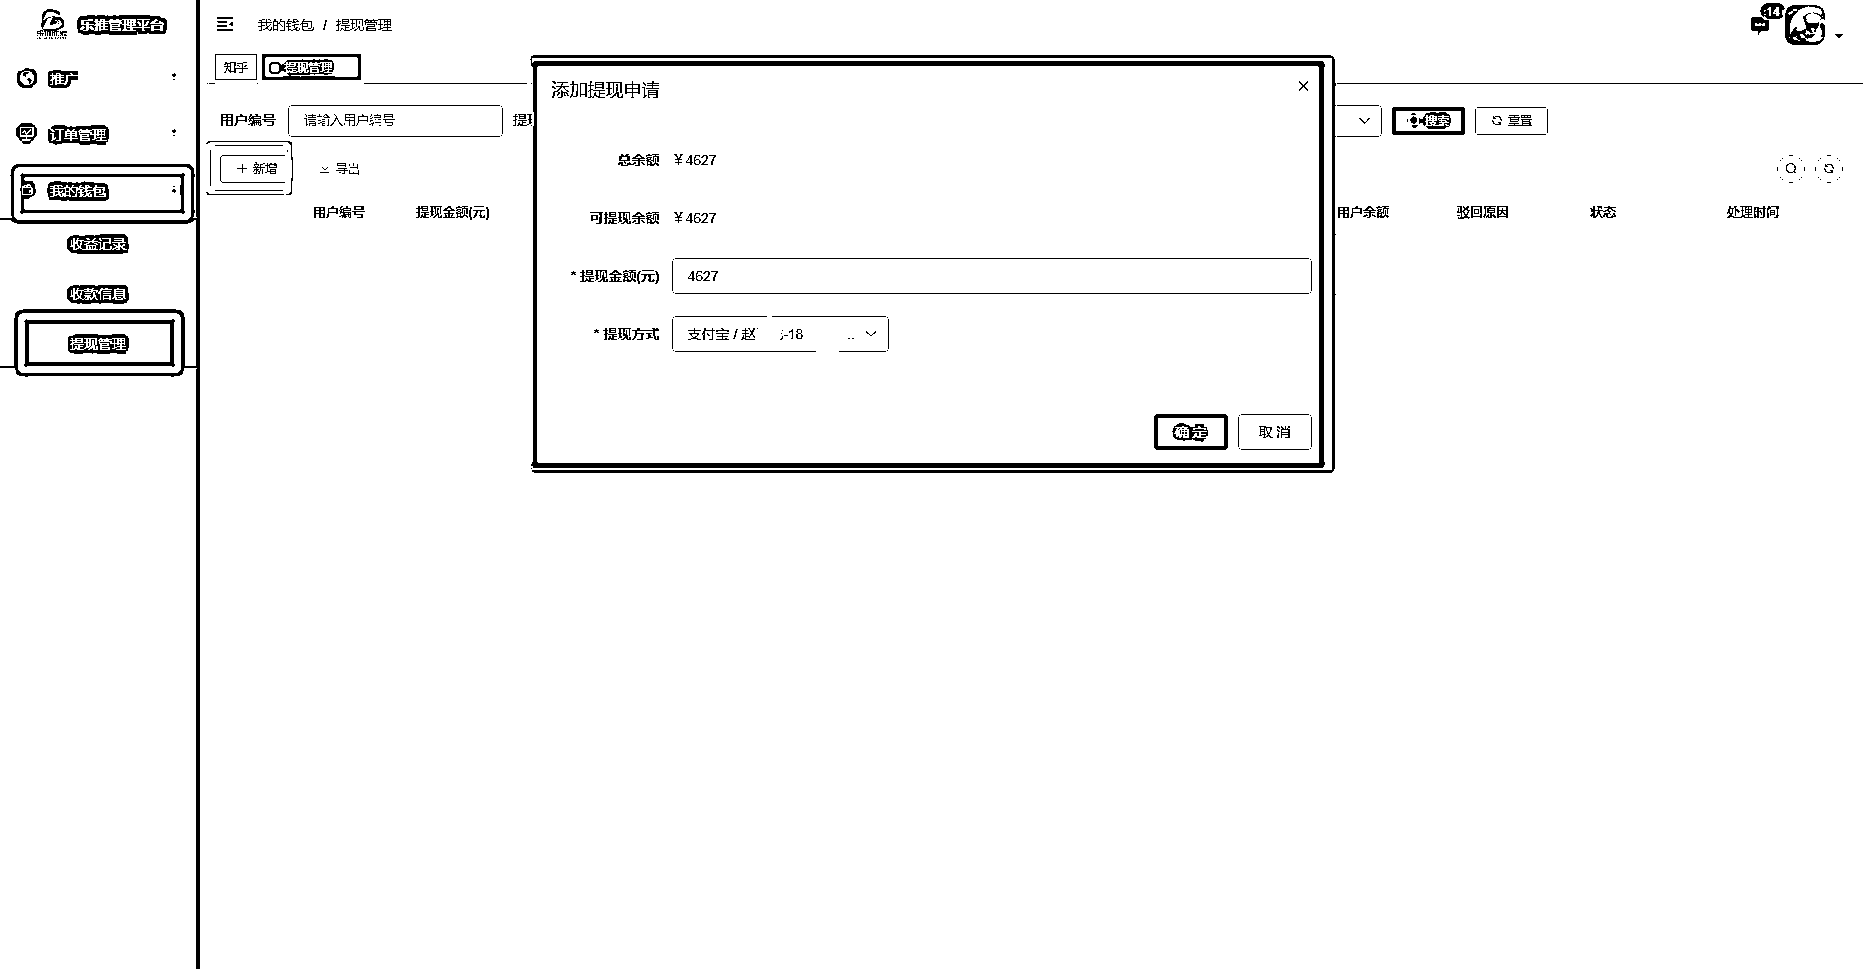 乐推管理平台
我的钱包 / 提现管理
14
推广
订单管理
我的钱包
收益记录
收款信息
提现管理
知乎
提现管理
用户编号
请输入用户编号
搜索
重置
新增
导出
用户编号
提现金额(元)
用户余额
驳回原因
状态
处理时间
添加提现申请
总余额 ¥4627
可提现余额 ¥4627
* 提现金额(元) 4627
* 提现方式 支付宝 / 赵 -18 ..
确定
取消